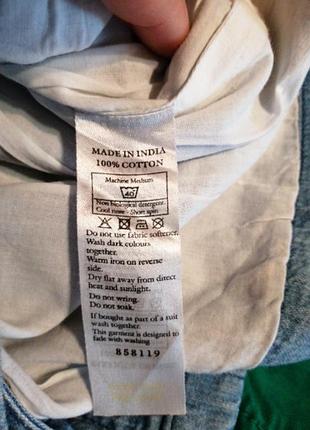 MADE IN INDIA
100% COTTON
Machine Medium
40
Non biological detergent.
Cool rinse - Short spin
Do not use fabric softener.
Wash dark colours
together.
Warm iron on reverse
side.
Dry flat away from direct
heat and sunlight.
Do not wring.
Do not soak.
If bought as part of a suit
wash together.
This garment is designed to
fade with washing
858119